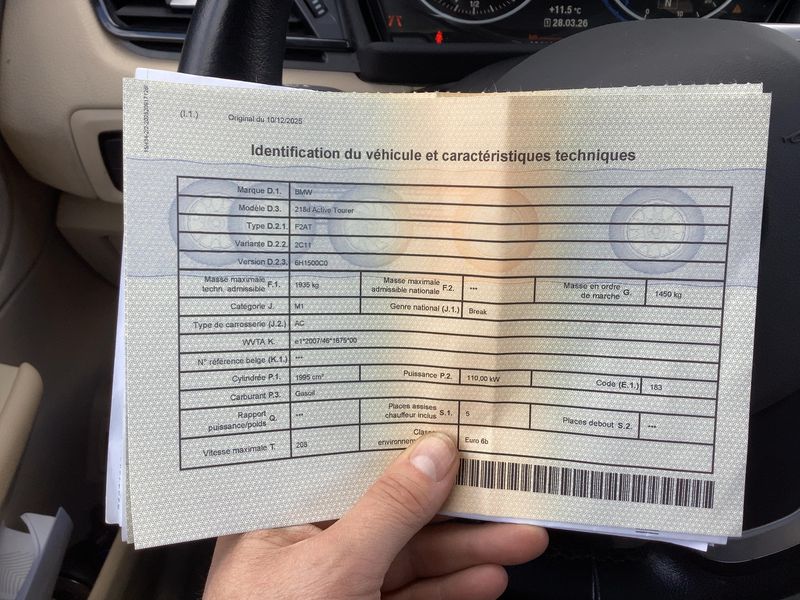 +11.5 °C
28.03.26
(I.1.) Original du 10/12/2025
Identification du véhicule et caractéristiques techniques
Marque D.1. BMW
Modèle D.3. 218d Active Tourer
Type D.2.1. F2AT
Variante D.2.2. 2C11
Version D.2.3. 6H1500C0
Masse maximale
techn. admissible F.1. 1935 kg
Masse maximale
admissible nationale F.2. ***
Masse en ordre
de marche G. 1450 kg
Catégorie J. M1
Genre national (J.1.) Break
Type de carrosserie (J.2.) AC
WVTA K. e1*2007/46*1675*00
N° référence belge (K.1.) ***
Cylindrée P.1. 1995 cm³
Puissance P.2. 110,00 kW
Code (E.1.) 183
Carburant P.3. Gasoil
Rapport
puissance/poids Q. ***
Places assises
chauffeur inclus S.1. 5
Places debout S.2. ***
Vitesse maximale T. 208
Euro 6b